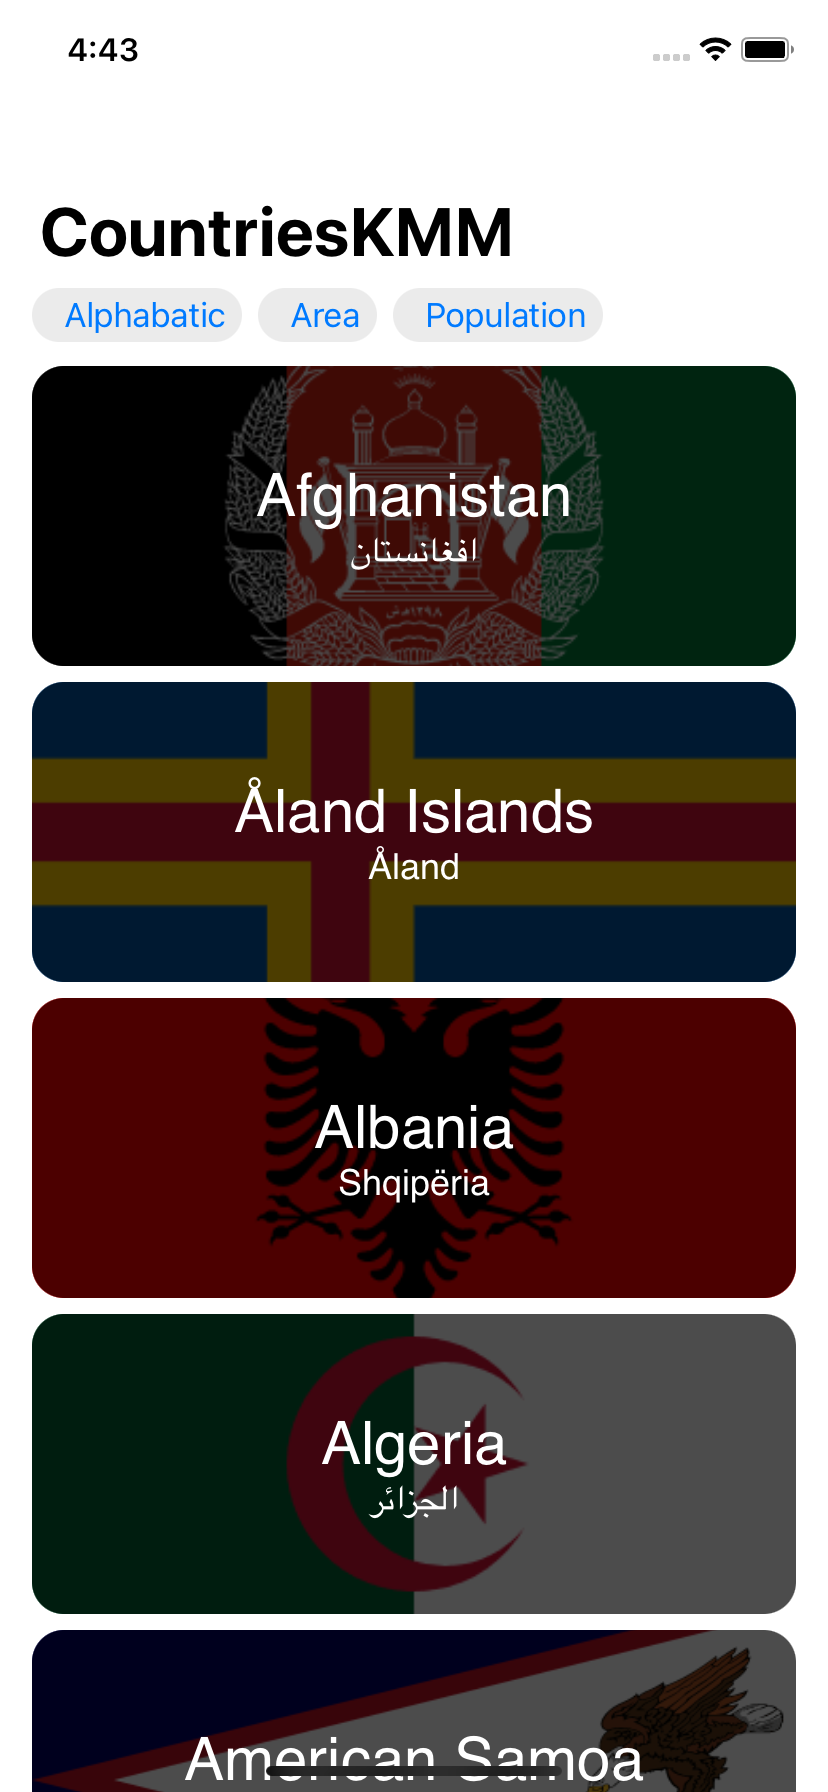 4:43
CountriesKMM
Alphabatic Area Population
Afghanistan
افغانستان
Åland Islands
Åland
Albania
Shqipëria
Algeria
الجزائر
American Samoa